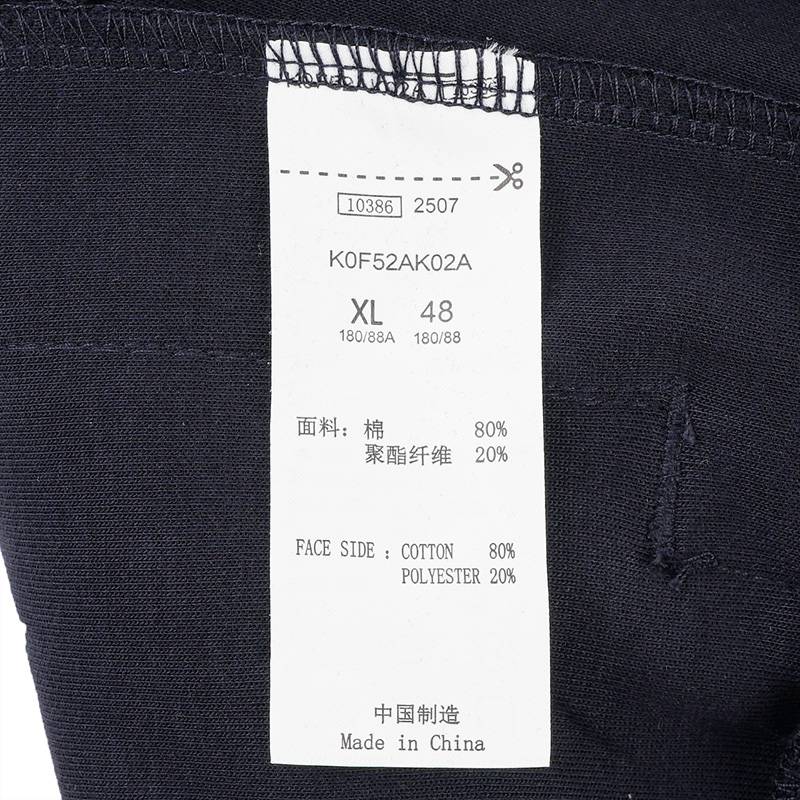 10386 2507
K0F52AK02A
XL 48
180/88A 180/88
面料: 棉 80%
聚酯纤维 20%
FACE SIDE : COTTON 80%
POLYESTER 20%
中国制造
Made in China